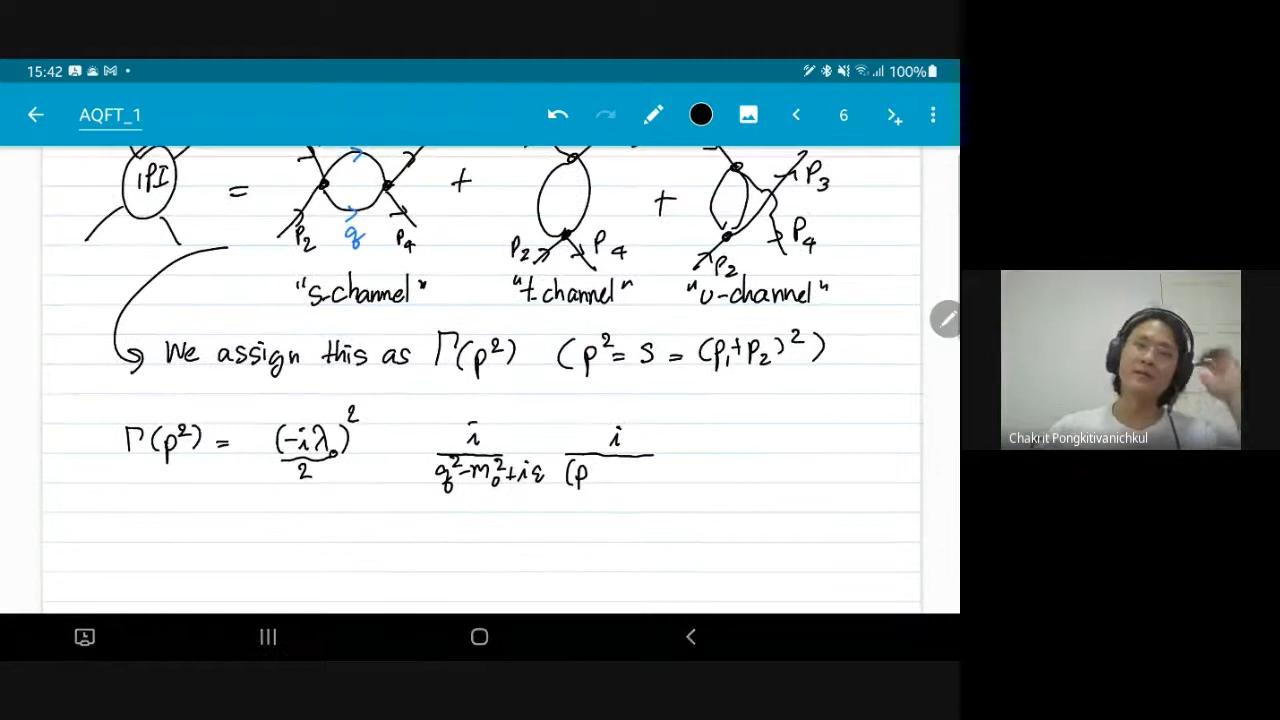 15:42 100%
AQFT_1 6
1PI = + +
P2 q P4 P2 P4 P2 P3 P4
"s-channel" "t-channel" "u-channel"
We assign this as Γ(p²) (p² = s = (p₁+p₂)²)
Γ(p²) = (-iλ₀)²/2 i/(q²-m₀²+iε) i/(p
Chakrit Pongkitivanichkul